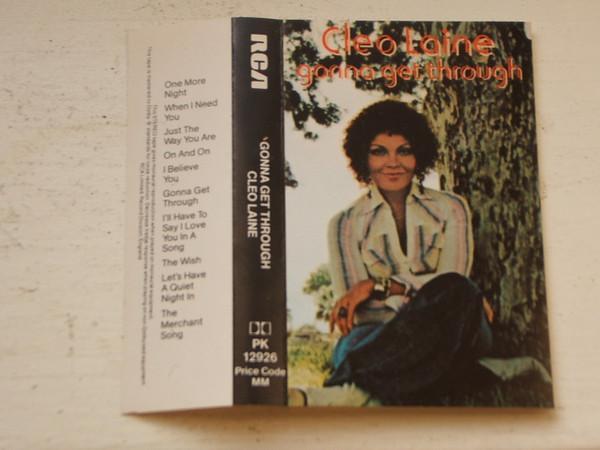 One More
Night
When I Need
You
Just The
Way You Are
On And On
I Believe
You
Gonna Get
Through
I'll Have To
Say I Love
You In A
Song
The Wish
Let's Have
A Quiet
Night In
The
Merchant
Song
RCA
'GONNA GET THROUGH
CLEO LAINE
PK
12926
Price Code
MM
Cleo Laine
gonna get through